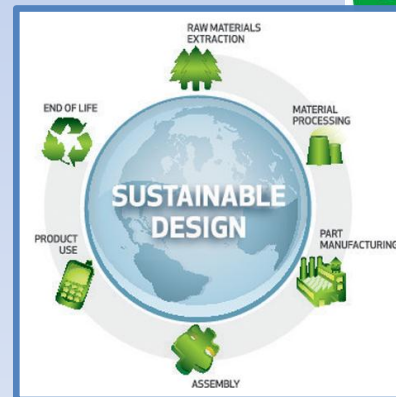 RAW MATERIALS
EXTRACTION
END OF LIFE
MATERIAL
PROCESSING
SUSTAINABLE
DESIGN
PRODUCT
USE
PART
MANUFACTURING
ASSEMBLY